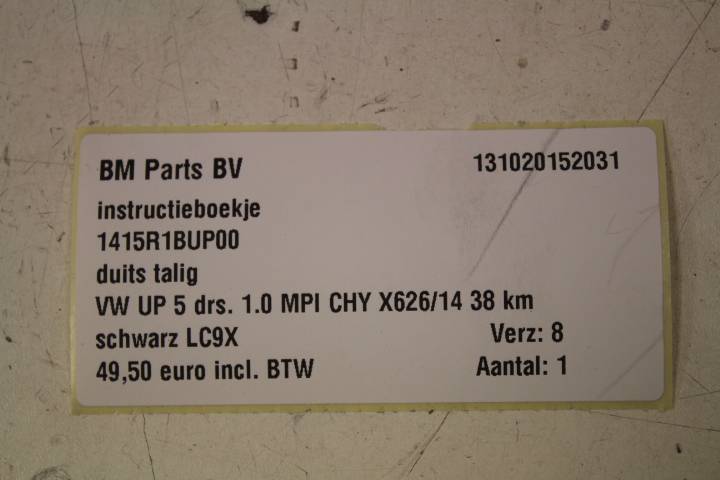 BM Parts BV 131020152031
instructieboekje
1415R1BUP00
duits talig
VW UP 5 drs. 1.0 MPI CHY X626/14 38 km
schwarz LC9X Verz: 8
49,50 euro incl. BTW Aantal: 1